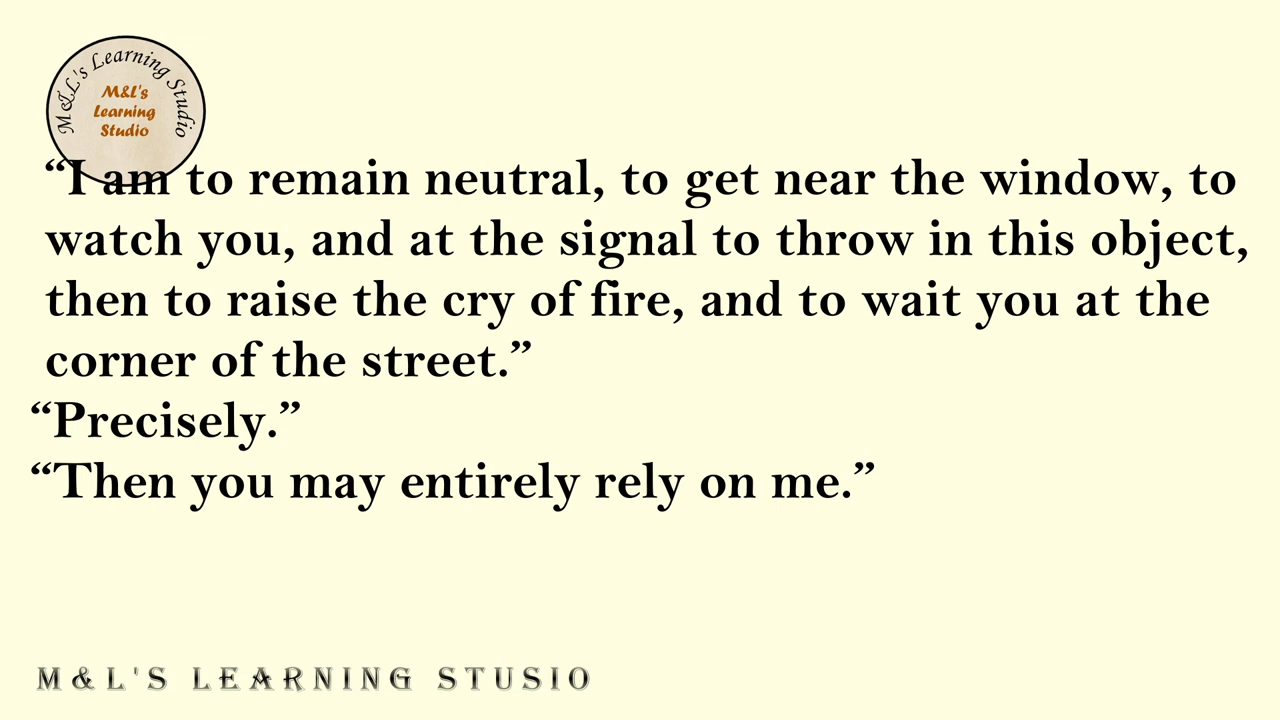 M&L's Learning Studio
M&L's
Learning
Studio
“I am to remain neutral, to get near the window, to
watch you, and at the signal to throw in this object,
then to raise the cry of fire, and to wait you at the
corner of the street.”
“Precisely.”
“Then you may entirely rely on me.”
M&L'S LEARNING STUSIO